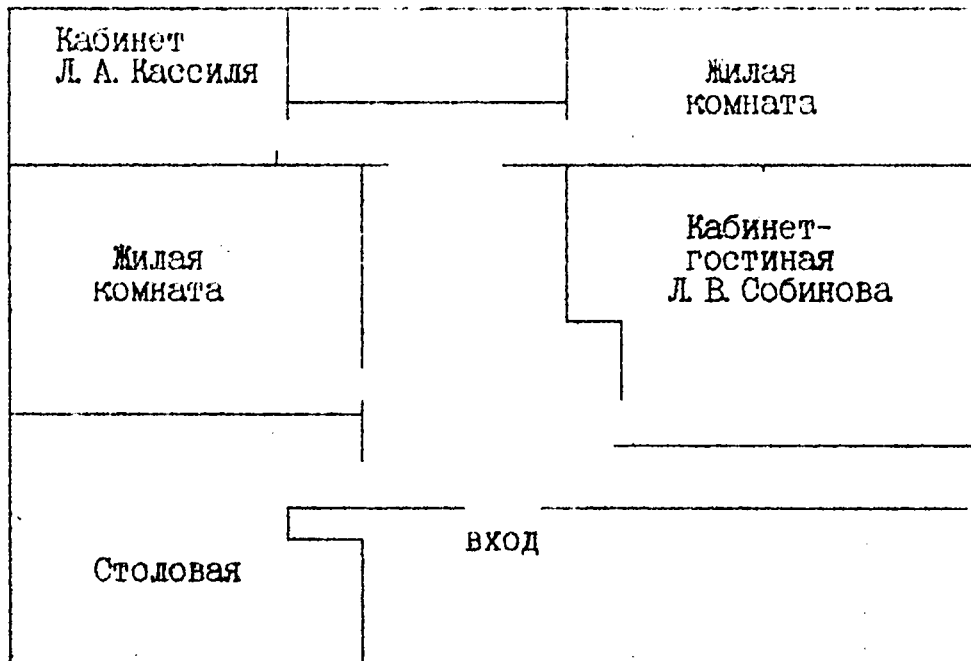 Кабинет
Л. А. Кассиля
Жилая
комната
Жилая
комната
Кабинет-
гостиная
Л. В. Собинова
вход
Столовая